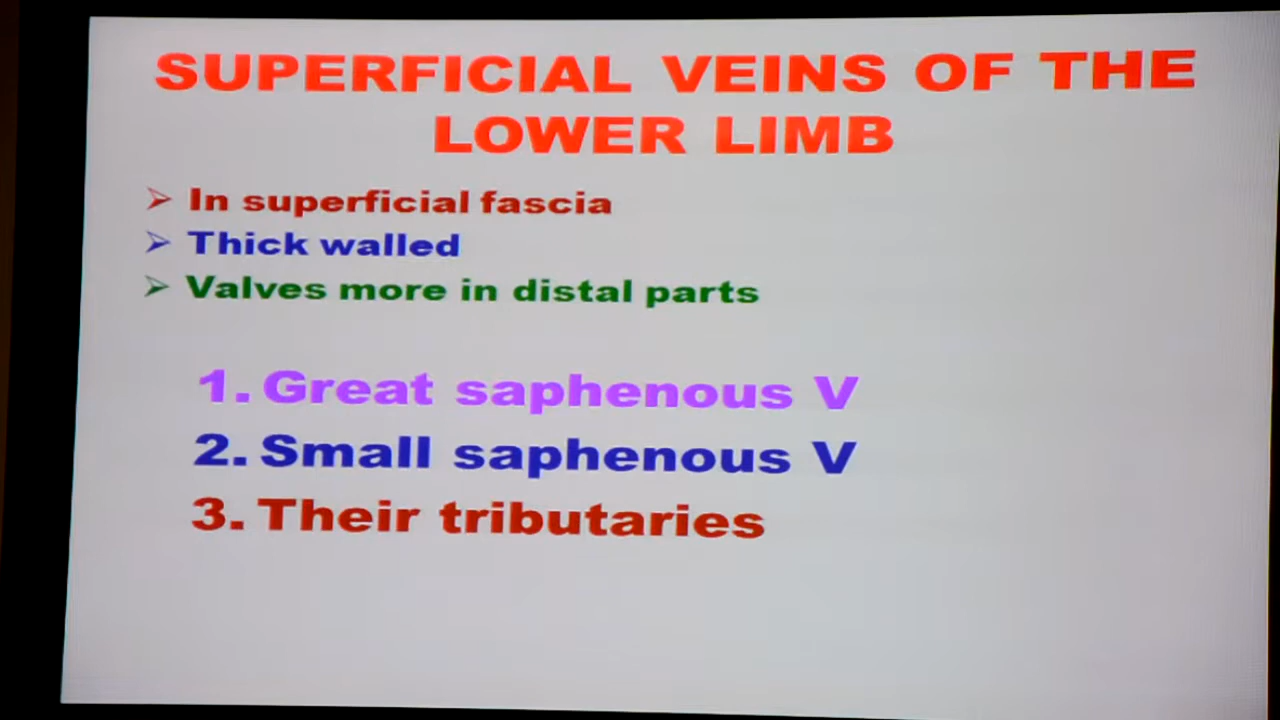 SUPERFICIAL VEINS OF THE
LOWER LIMB
➢ In superficial fascia
➢ Thick walled
➢ Valves more in distal parts
1. Great saphenous V
2. Small saphenous V
3. Their tributaries